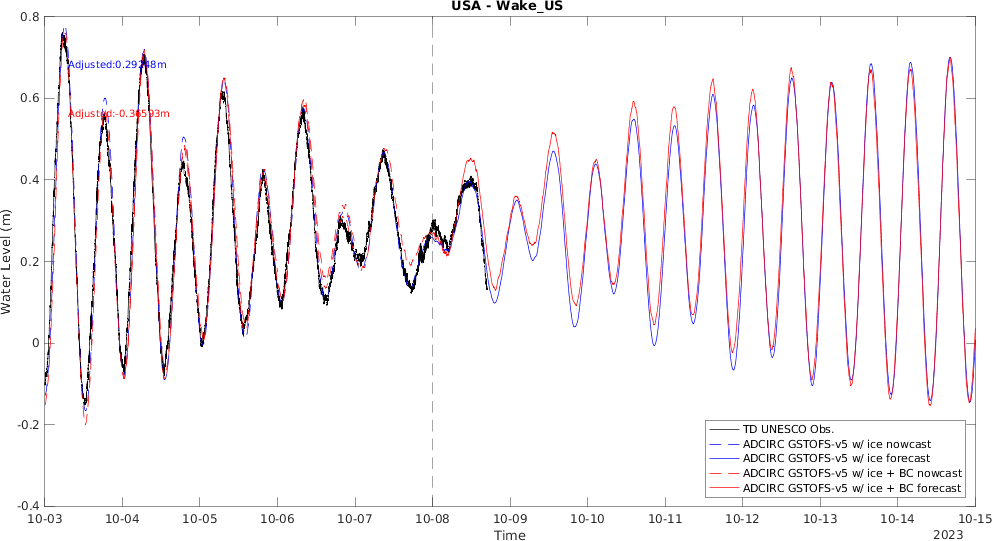 USA - Wake_US
0.8
0.6
0.4
0.2
0
-0.2
-0.4
Water Level (m)
Adjusted:0.29148m
Adjusted:-0.36593m
TD UNESCO Obs.
ADCIRC GSTOFS-v5 w/ ice nowcast
ADCIRC GSTOFS-v5 w/ ice forecast
ADCIRC GSTOFS-v5 w/ ice + BC nowcast
ADCIRC GSTOFS-v5 w/ ice + BC forecast
10-03 10-04 10-05 10-06 10-07 10-08 10-09 10-10 10-11 10-12 10-13 10-14 10-15
Time
2023